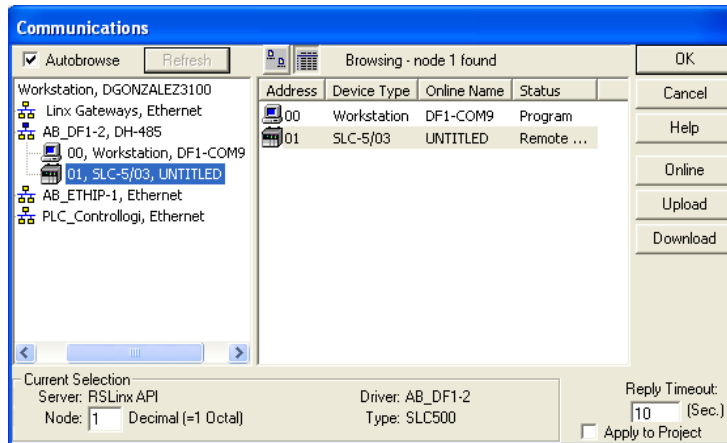 Communications
Autobrowse
Refresh
Browsing - node 1 found
OK
Cancel
Help
Online
Upload
Download
Workstation, DGONZALEZ3100
Linx Gateways, Ethernet
AB_DF1-2, DH-485
00, Workstation, DF1-COM9
01, SLC-5/03, UNTITLED
AB_ETHIP-1, Ethernet
PLC_Controllogi, Ethernet
Address Device Type Online Name Status
00 Workstation DF1-COM9 Program
01 SLC-5/03 UNTITLED Remote ...
Current Selection
Server: RSLinx API Driver: AB_DF1-2
Node: 1 Decimal (=1 Octal) Type: SLC500
Reply Timeout:
10 (Sec.)
Apply to Project